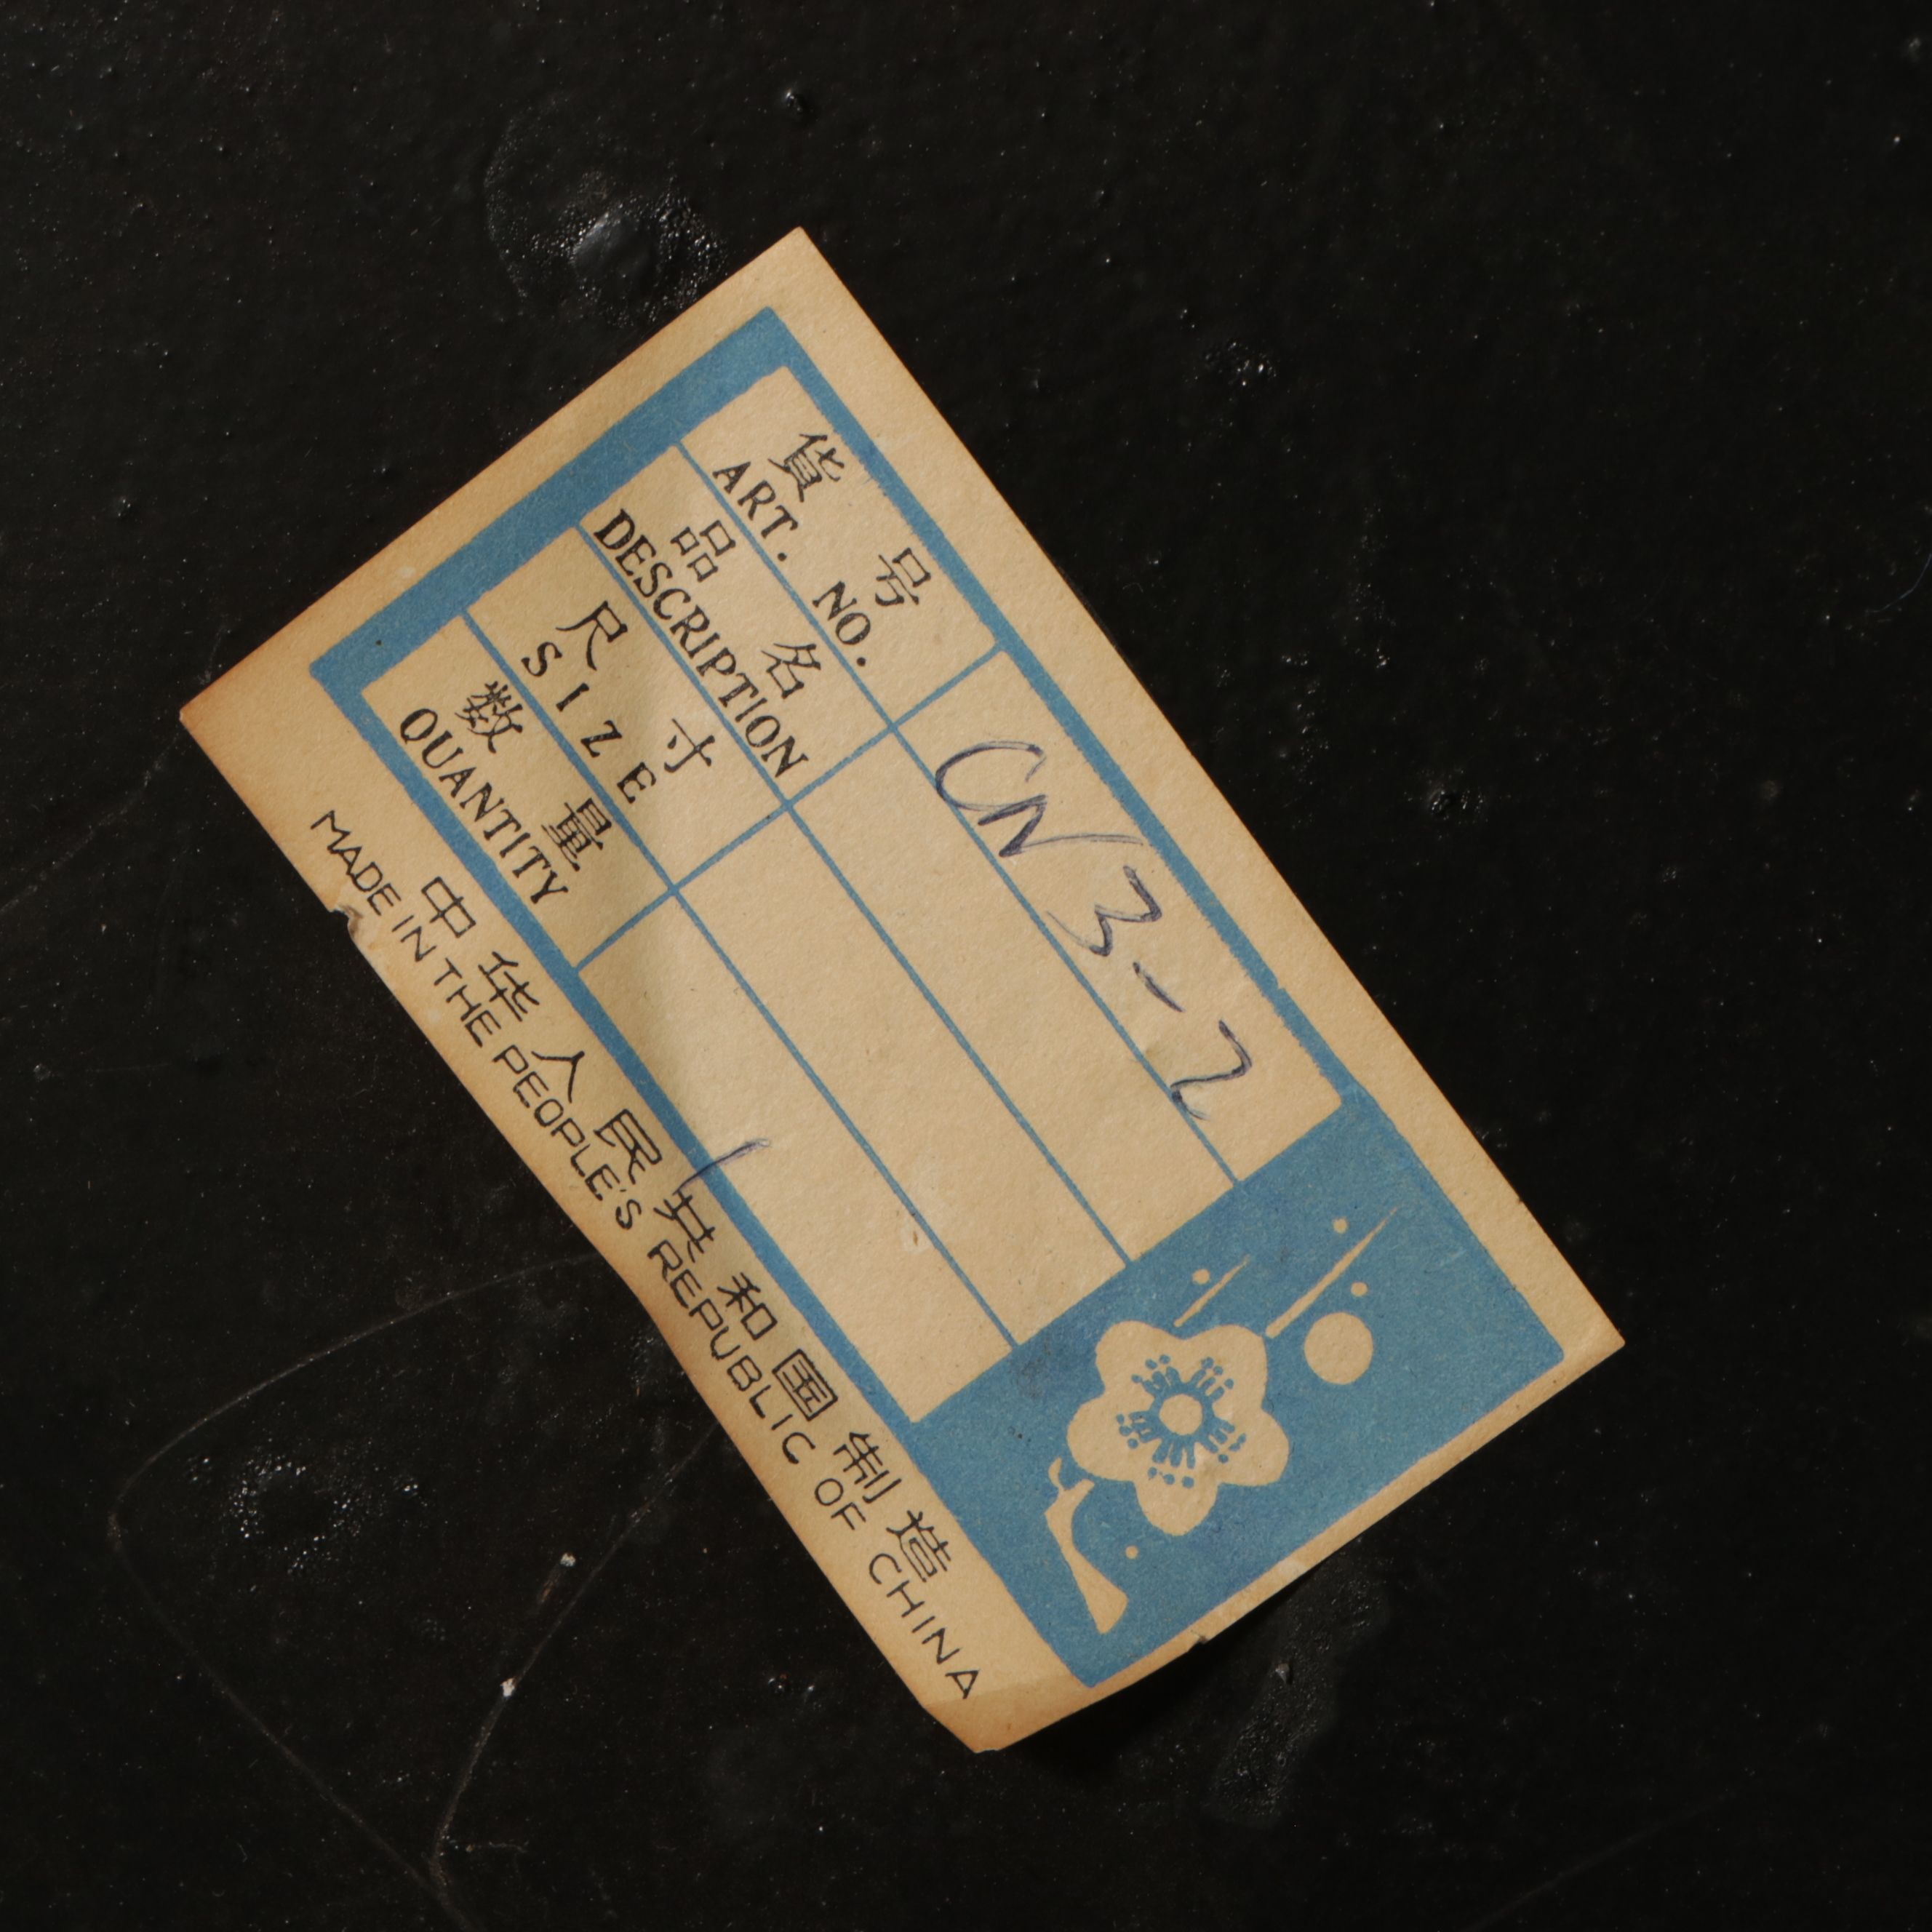 貨 号 CN3-2
ART. NO.
品 名
DESCRIPTION
尺 寸
SIZE
数 量 1
QUANTITY
中华人民共和国制造
MADE IN THE PEOPLE'S REPUBLIC OF CHINA